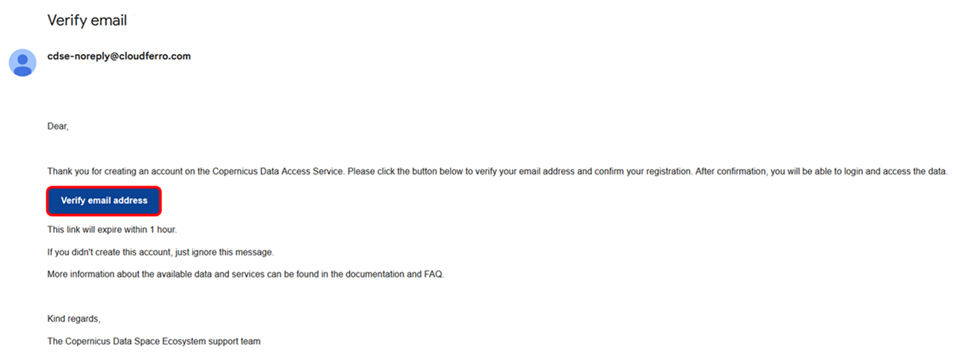 Verify email
cdse-noreply@cloudferro.com
Dear,
Thank you for creating an account on the Copernicus Data Access Service. Please click the button below to verify your email address and confirm your registration. After confirmation, you will be able to login and access the data.
Verify email address
This link will expire within 1 hour.
If you didn't create this account, just ignore this message.
More information about the available data and services can be found in the documentation and FAQ.
Kind regards,
The Copernicus Data Space Ecosystem support team